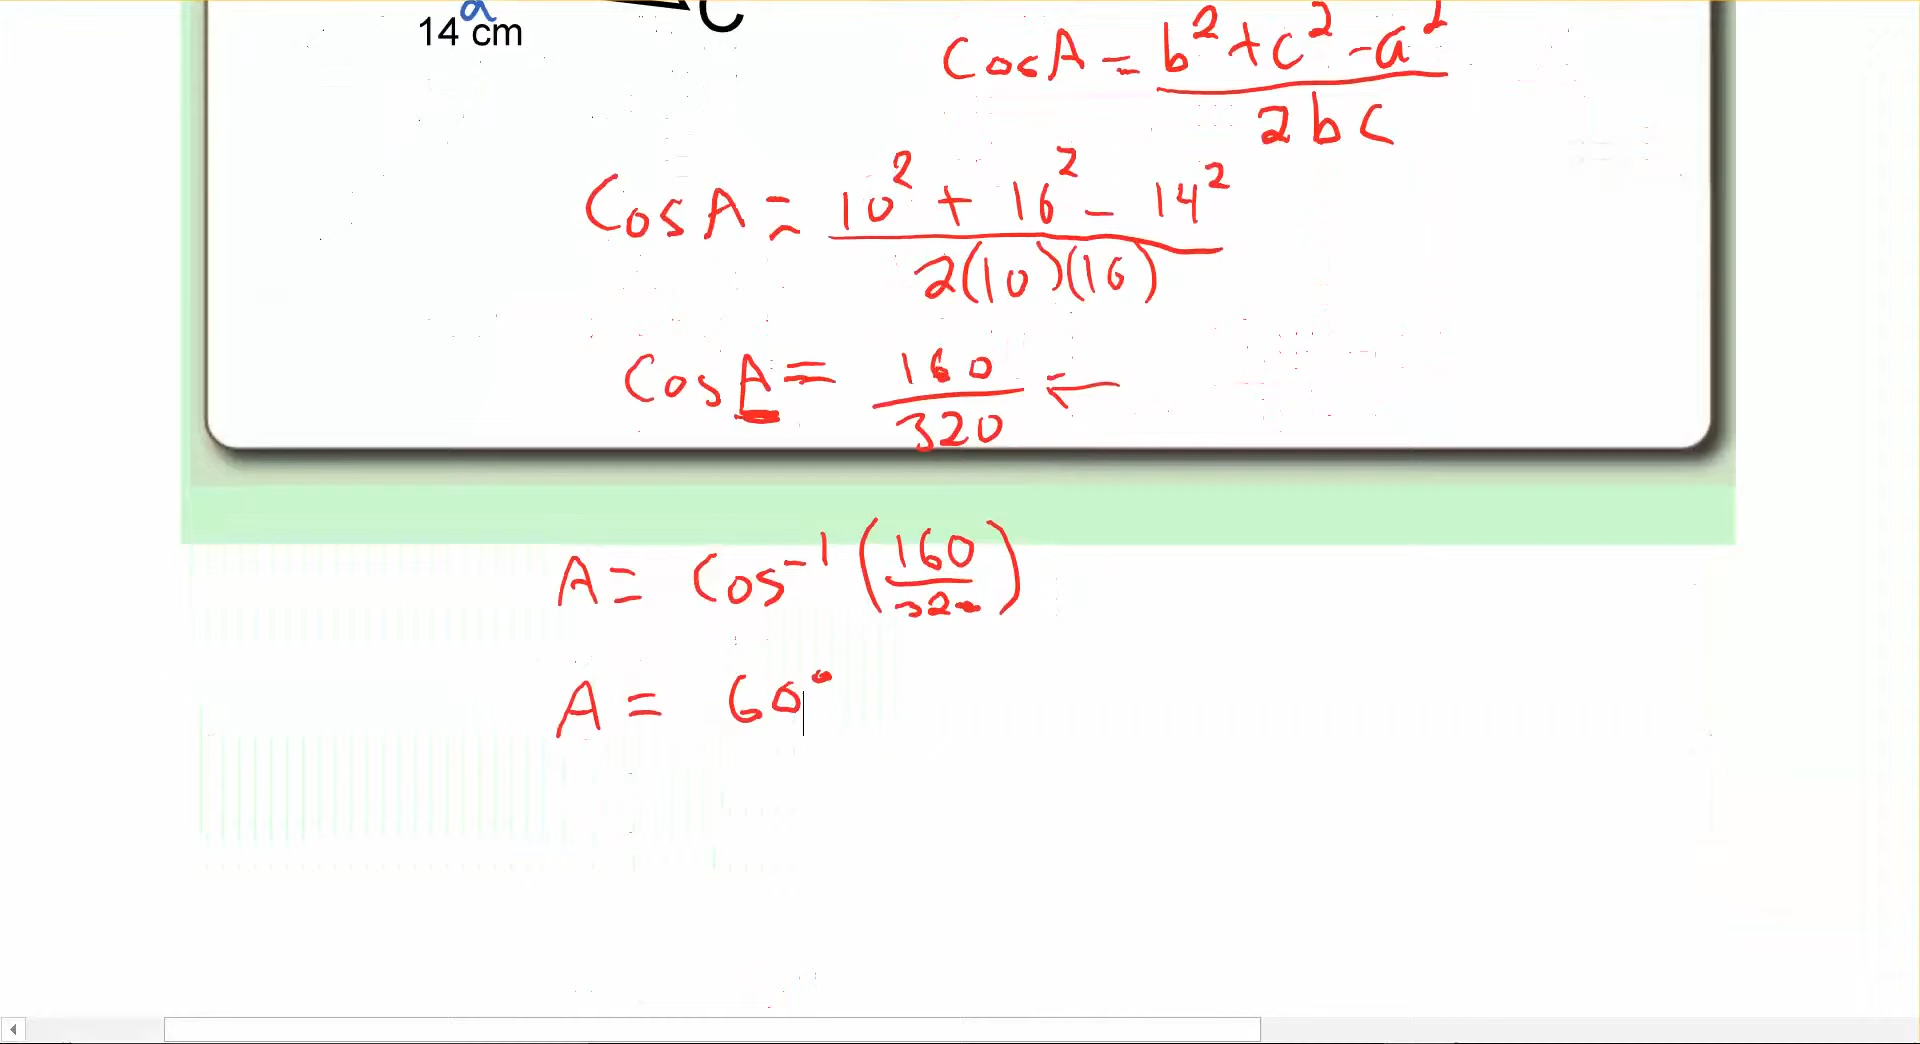 a
14 cm
C
CosA = b²+c²-a² / 2bc
CosA = 10² + 16² - 14² / 2(10)(16)
CosA = 160 / 320 ←
A = Cos⁻¹(160/320)
A = 60°